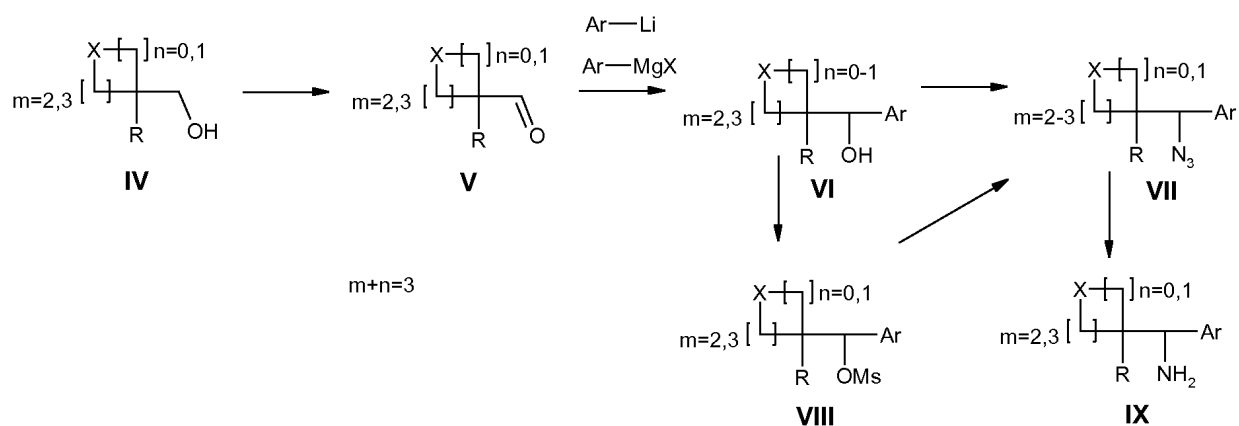 Ar—Li
Ar—MgX
X [ ] n=0,1
m=2,3 [ ]
R
OH
IV
X [ ] n=0,1
m=2,3 [ ]
R
O
V
X [ ] n=0-1
m=2,3 [ ]
Ar
R
OH
VI
X [ ] n=0,1
m=2-3 [ ]
Ar
R
N3
VII
m+n=3
X [ ] n=0,1
m=2,3 [ ]
Ar
R
OMs
VIII
X [ ] n=0,1
m=2,3 [ ]
Ar
R
NH2
IX